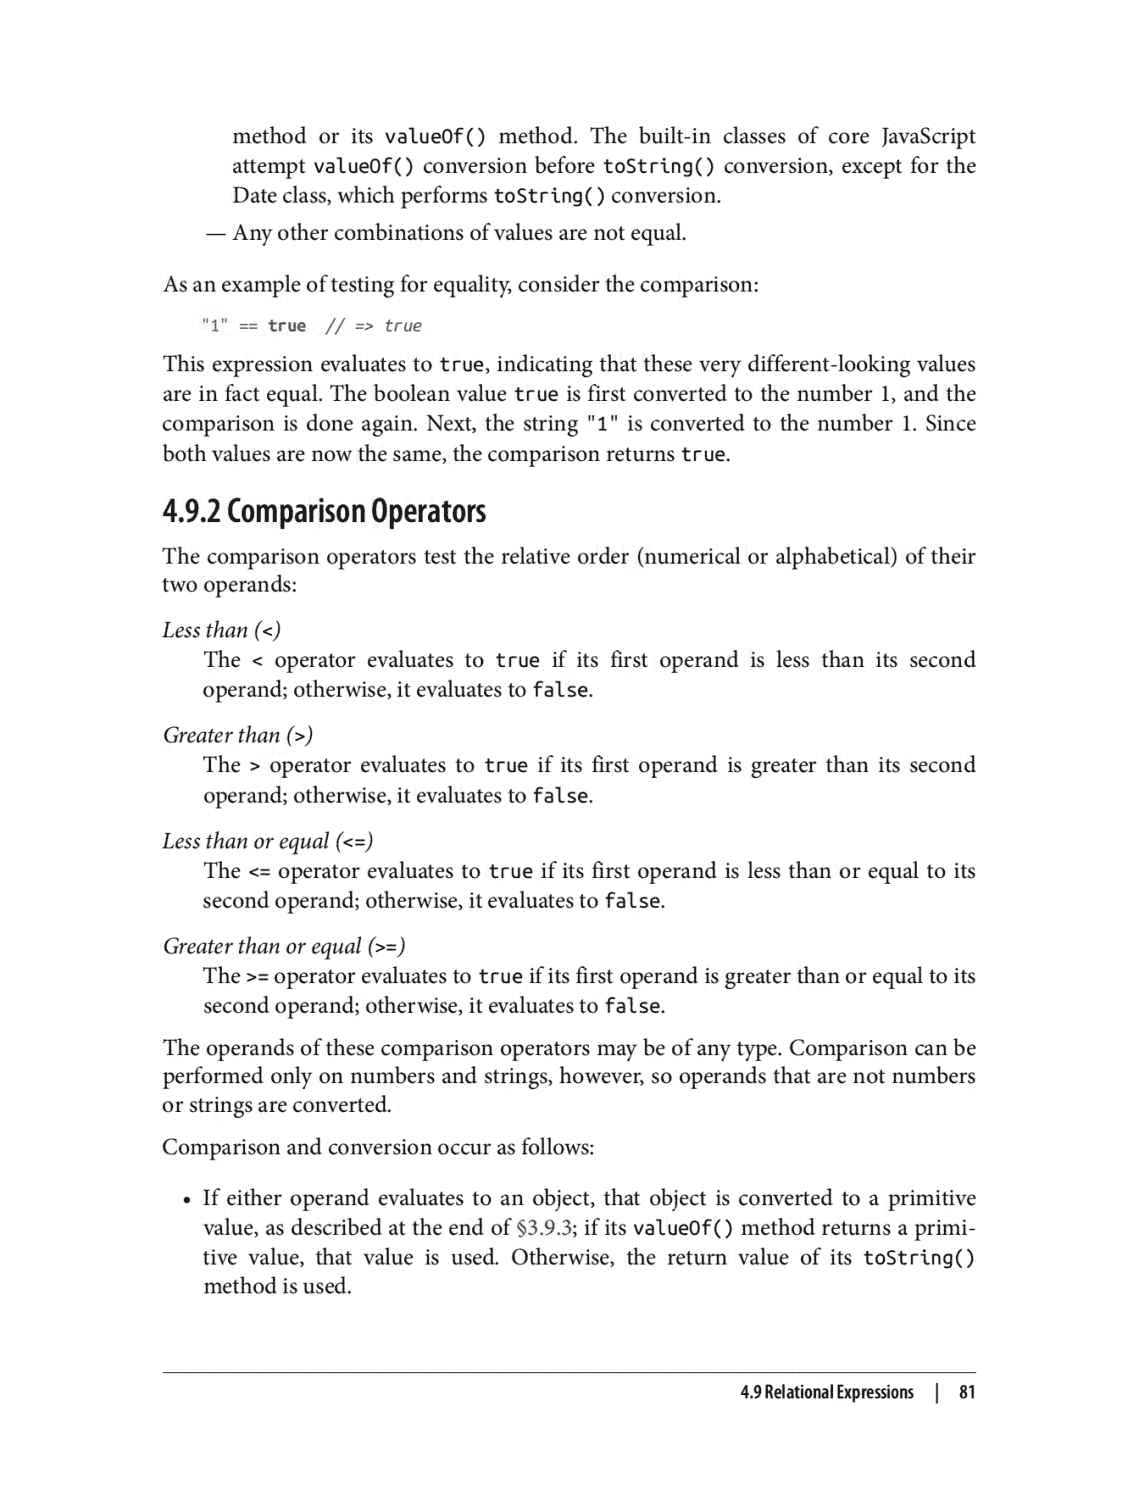 method or its valueOf() method. The built-in classes of core JavaScript
attempt valueOf() conversion before toString() conversion, except for the
Date class, which performs toString() conversion.
— Any other combinations of values are not equal.
As an example of testing for equality, consider the comparison:
"1" == true // => true
This expression evaluates to true, indicating that these very different-looking values
are in fact equal. The boolean value true is first converted to the number 1, and the
comparison is done again. Next, the string "1" is converted to the number 1. Since
both values are now the same, the comparison returns true.
4.9.2 Comparison Operators
The comparison operators test the relative order (numerical or alphabetical) of their
two operands:
Less than (<)
The < operator evaluates to true if its first operand is less than its second
operand; otherwise, it evaluates to false.
Greater than (>)
The > operator evaluates to true if its first operand is greater than its second
operand; otherwise, it evaluates to false.
Less than or equal (<=)
The <= operator evaluates to true if its first operand is less than or equal to its
second operand; otherwise, it evaluates to false.
Greater than or equal (>=)
The >= operator evaluates to true if its first operand is greater than or equal to its
second operand; otherwise, it evaluates to false.
The operands of these comparison operators may be of any type. Comparison can be
performed only on numbers and strings, however, so operands that are not numbers
or strings are converted.
Comparison and conversion occur as follows:
• If either operand evaluates to an object, that object is converted to a primitive
value, as described at the end of §3.9.3; if its valueOf() method returns a primi-
tive value, that value is used. Otherwise, the return value of its toString()
method is used.
4.9 Relational Expressions | 81